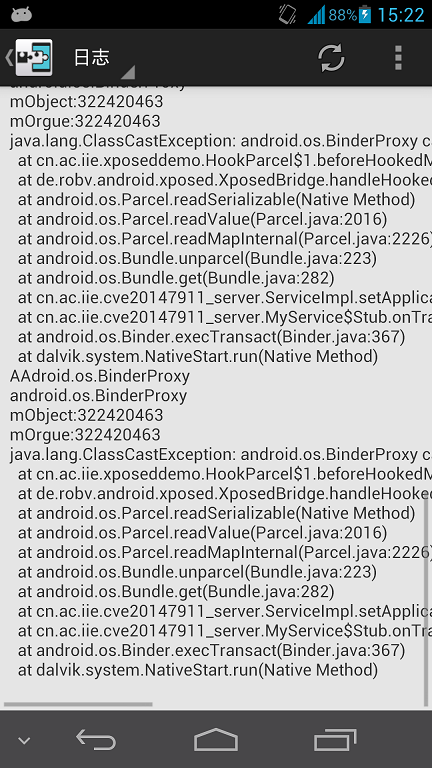 88% 15:22
日志
android.os.BinderProxy
mObject:322420463
mOrgue:322420463
java.lang.ClassCastException: android.os.BinderProxy c
at cn.ac.iie.xposeddemo.HookParcel$1.beforeHookedM
at de.robv.android.xposed.XposedBridge.handleHooked
at android.os.Parcel.readSerializable(Native Method)
at android.os.Parcel.readValue(Parcel.java:2016)
at android.os.Parcel.readMapInternal(Parcel.java:2226)
at android.os.Bundle.unparcel(Bundle.java:223)
at android.os.Bundle.get(Bundle.java:282)
at cn.ac.iie.cve20147911_server.ServiceImpl.setApplica
at cn.ac.iie.cve20147911_server.MyService$Stub.onTra
at android.os.Binder.execTransact(Binder.java:367)
at dalvik.system.NativeStart.run(Native Method)
AAdroid.os.BinderProxy
android.os.BinderProxy
mObject:322420463
mOrgue:322420463
java.lang.ClassCastException: android.os.BinderProxy c
at cn.ac.iie.xposeddemo.HookParcel$1.beforeHookedM
at de.robv.android.xposed.XposedBridge.handleHooked
at android.os.Parcel.readSerializable(Native Method)
at android.os.Parcel.readValue(Parcel.java:2016)
at android.os.Parcel.readMapInternal(Parcel.java:2226)
at android.os.Bundle.unparcel(Bundle.java:223)
at android.os.Bundle.get(Bundle.java:282)
at cn.ac.iie.cve20147911_server.ServiceImpl.setApplica
at cn.ac.iie.cve20147911_server.MyService$Stub.onTra
at android.os.Binder.execTransact(Binder.java:367)
at dalvik.system.NativeStart.run(Native Method)